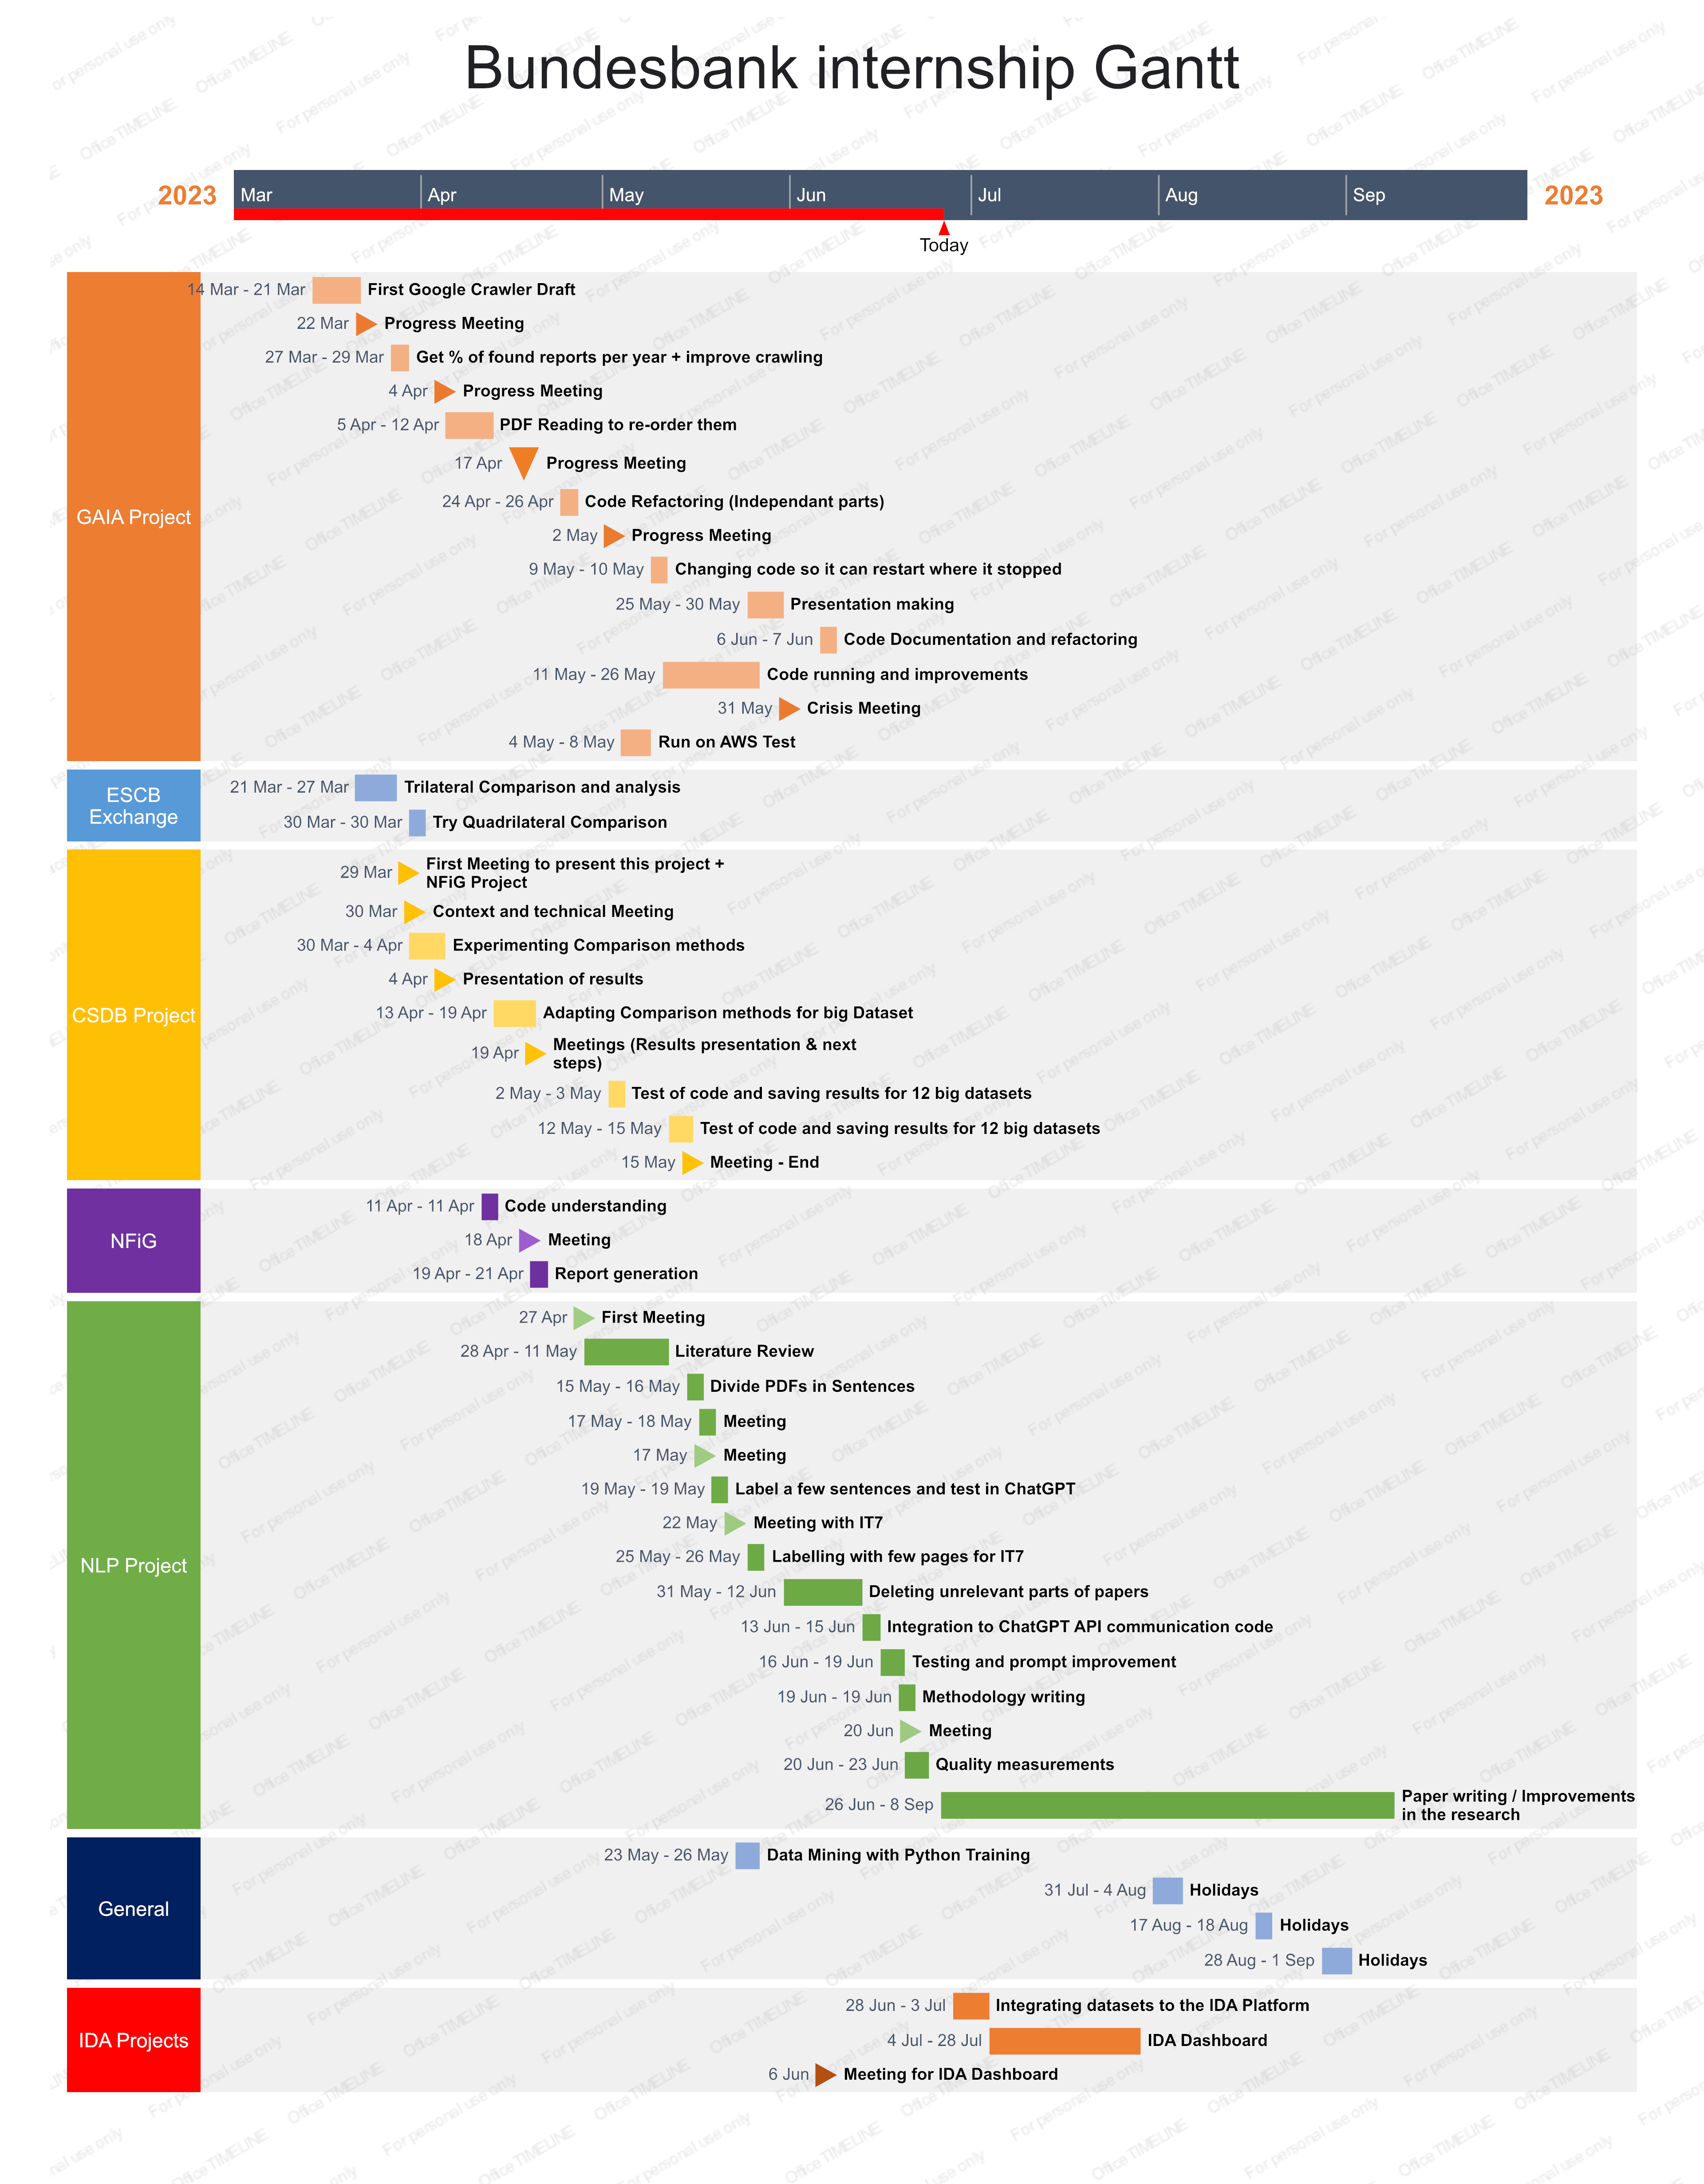 Bundesbank internship Gantt
2023
Mar
Apr
May
Jun
Jul
Aug
Sep
2023
Today
GAIA Project
14 Mar - 21 Mar First Google Crawler Draft
22 Mar Progress Meeting
27 Mar - 29 Mar Get % of found reports per year + improve crawling
4 Apr Progress Meeting
5 Apr - 12 Apr PDF Reading to re-order them
17 Apr Progress Meeting
24 Apr - 26 Apr Code Refactoring (Independant parts)
2 May Progress Meeting
9 May - 10 May Changing code so it can restart where it stopped
25 May - 30 May Presentation making
6 Jun - 7 Jun Code Documentation and refactoring
11 May - 26 May Code running and improvements
31 May Crisis Meeting
4 May - 8 May Run on AWS Test
ESCB
Exchange
21 Mar - 27 Mar Trilateral Comparison and analysis
30 Mar - 30 Mar Try Quadrilateral Comparison
CSDB Project
29 Mar First Meeting to present this project +
NFiG Project
30 Mar Context and technical Meeting
30 Mar - 4 Apr Experimenting Comparison methods
4 Apr Presentation of results
13 Apr - 19 Apr Adapting Comparison methods for big Dataset
19 Apr Meetings (Results presentation & next
steps)
2 May - 3 May Test of code and saving results for 12 big datasets
12 May - 15 May Test of code and saving results for 12 big datasets
15 May Meeting - End
NFiG
11 Apr - 11 Apr Code understanding
18 Apr Meeting
19 Apr - 21 Apr Report generation
NLP Project
27 Apr First Meeting
28 Apr - 11 May Literature Review
15 May - 16 May Divide PDFs in Sentences
17 May - 18 May Meeting
17 May Meeting
19 May - 19 May Label a few sentences and test in ChatGPT
22 May Meeting with IT7
25 May - 26 May Labelling with few pages for IT7
31 May - 12 Jun Deleting unrelevant parts of papers
13 Jun - 15 Jun Integration to ChatGPT API communication code
16 Jun - 19 Jun Testing and prompt improvement
19 Jun - 19 Jun Methodology writing
20 Jun Meeting
20 Jun - 23 Jun Quality measurements
26 Jun - 8 Sep Paper writing / Improvements
in the research
General
23 May - 26 May Data Mining with Python Training
31 Jul - 4 Aug Holidays
17 Aug - 18 Aug Holidays
28 Aug - 1 Sep Holidays
IDA Projects
28 Jun - 3 Jul Integrating datasets to the IDA Platform
4 Jul - 28 Jul IDA Dashboard
6 Jun Meeting for IDA Dashboard
Office TIMELINE
For personal use only